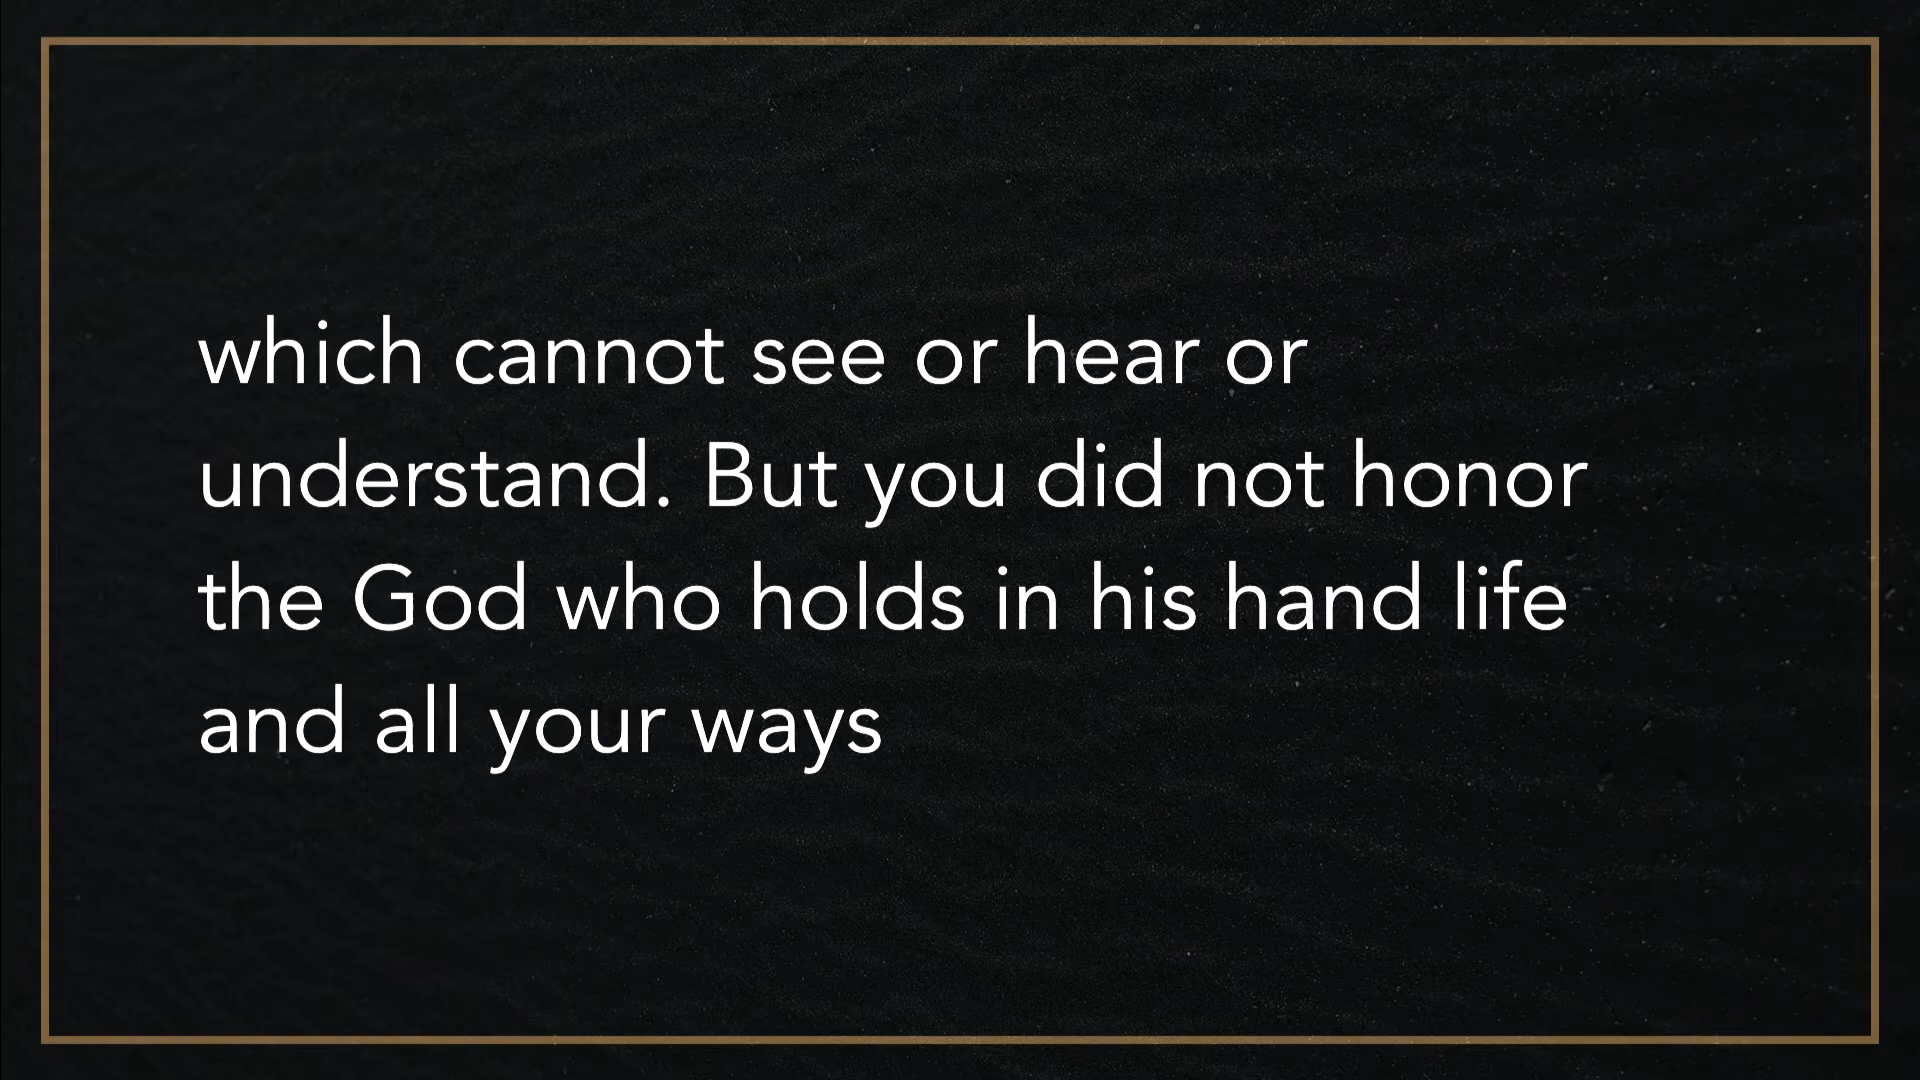 which cannot see or hear or
understand. But you did not honor
the God who holds in his hand life
and all your ways